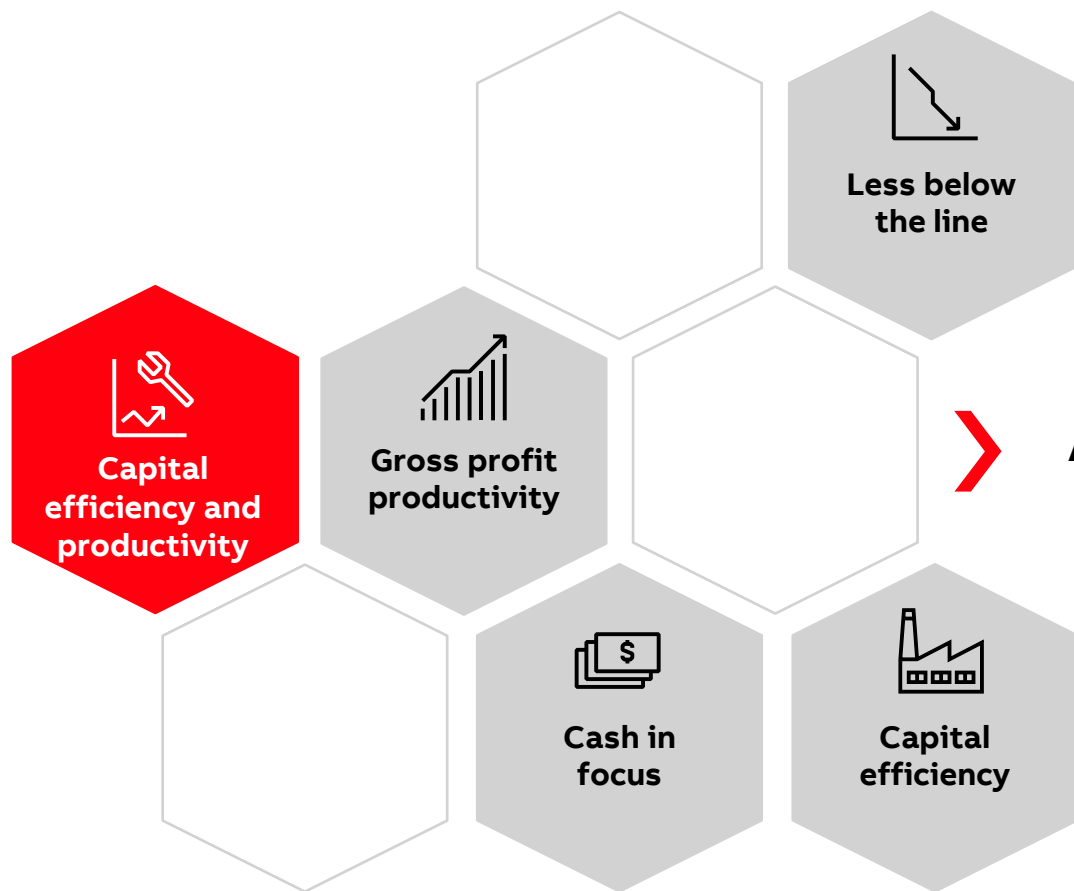 Less below
the line
Capital
efficiency and
productivity
Gross profit
productivity
$
Cash in
focus
Capital
efficiency